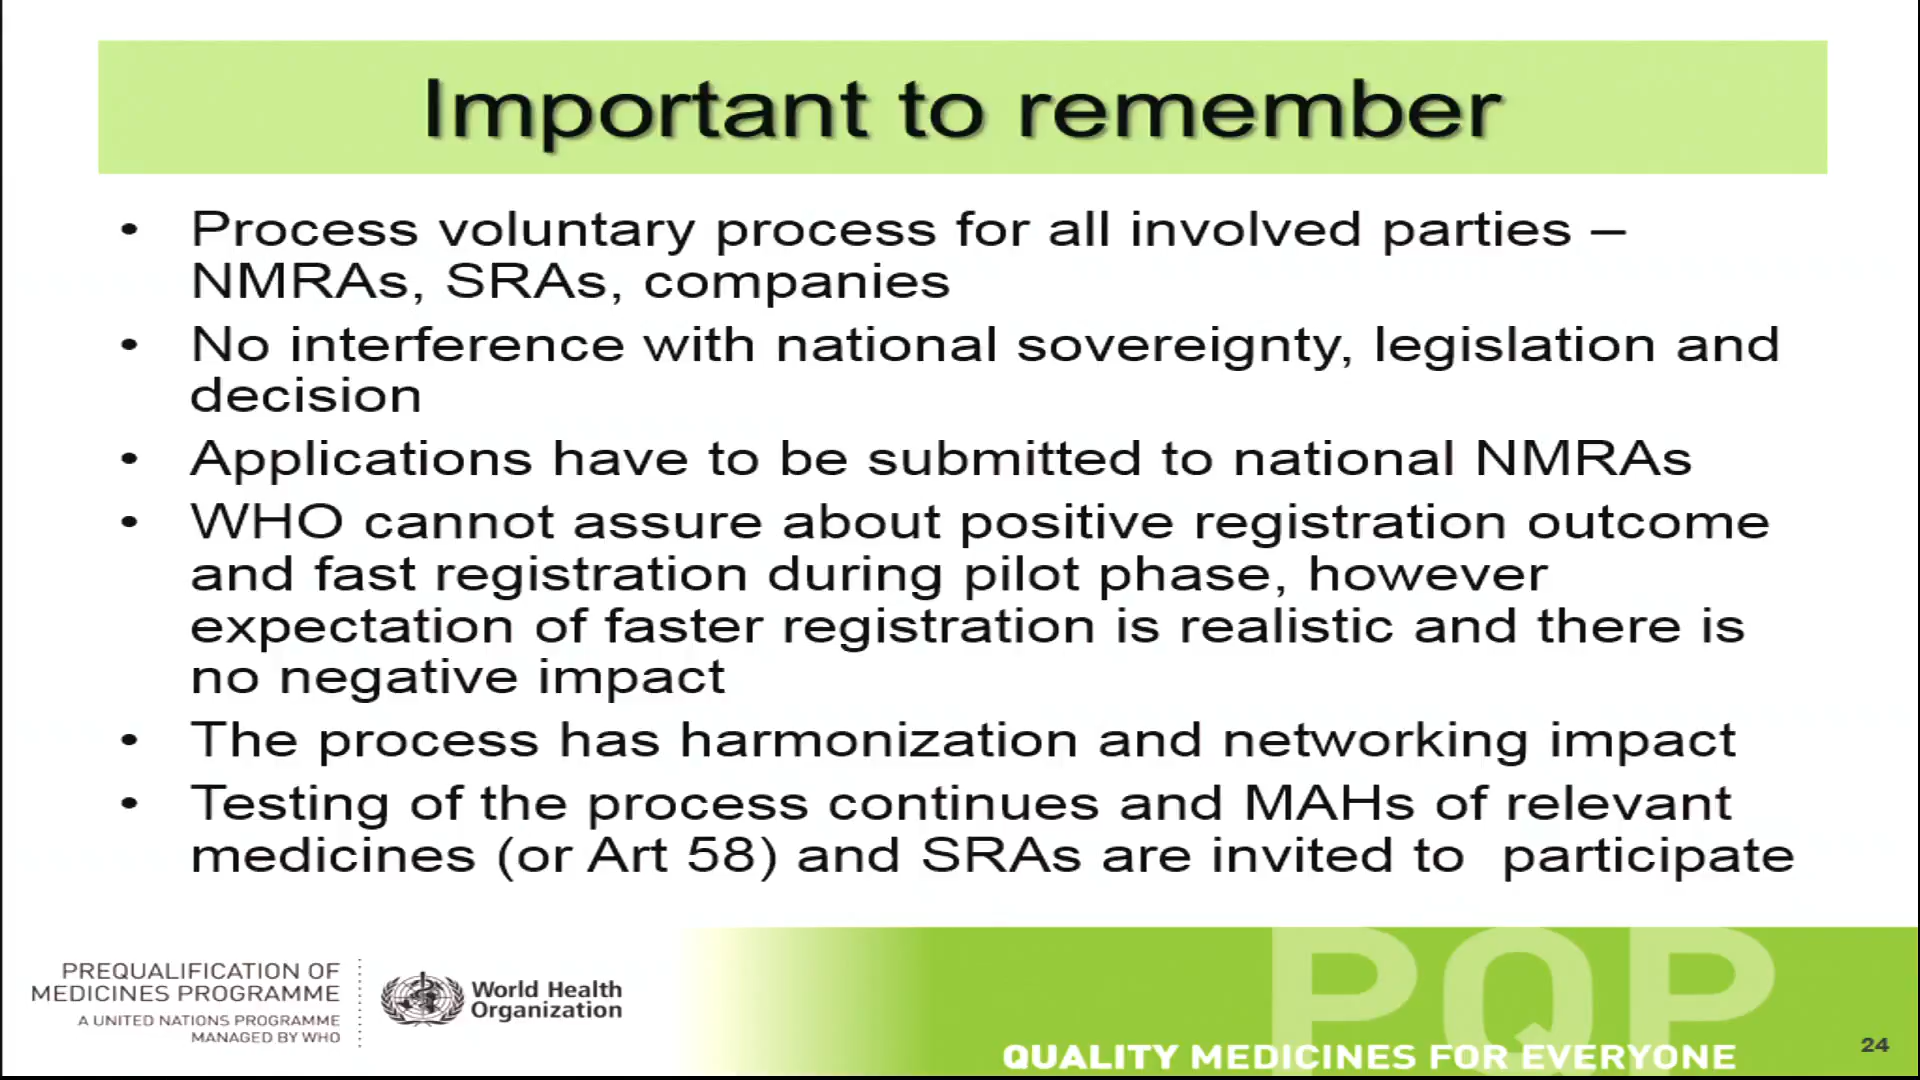 Important to remember
• Process voluntary process for all involved parties –
NMRAs, SRAs, companies
• No interference with national sovereignty, legislation and
decision
• Applications have to be submitted to national NMRAs
• WHO cannot assure about positive registration outcome
and fast registration during pilot phase, however
expectation of faster registration is realistic and there is
no negative impact
• The process has harmonization and networking impact
• Testing of the process continues and MAHs of relevant
medicines (or Art 58) and SRAs are invited to participate
PREQUALIFICATION OF
MEDICINES PROGRAMME
A UNITED NATIONS PROGRAMME
MANAGED BY WHO
World Health
Organization
PQP
QUALITY MEDICINES FOR EVERYONE
24